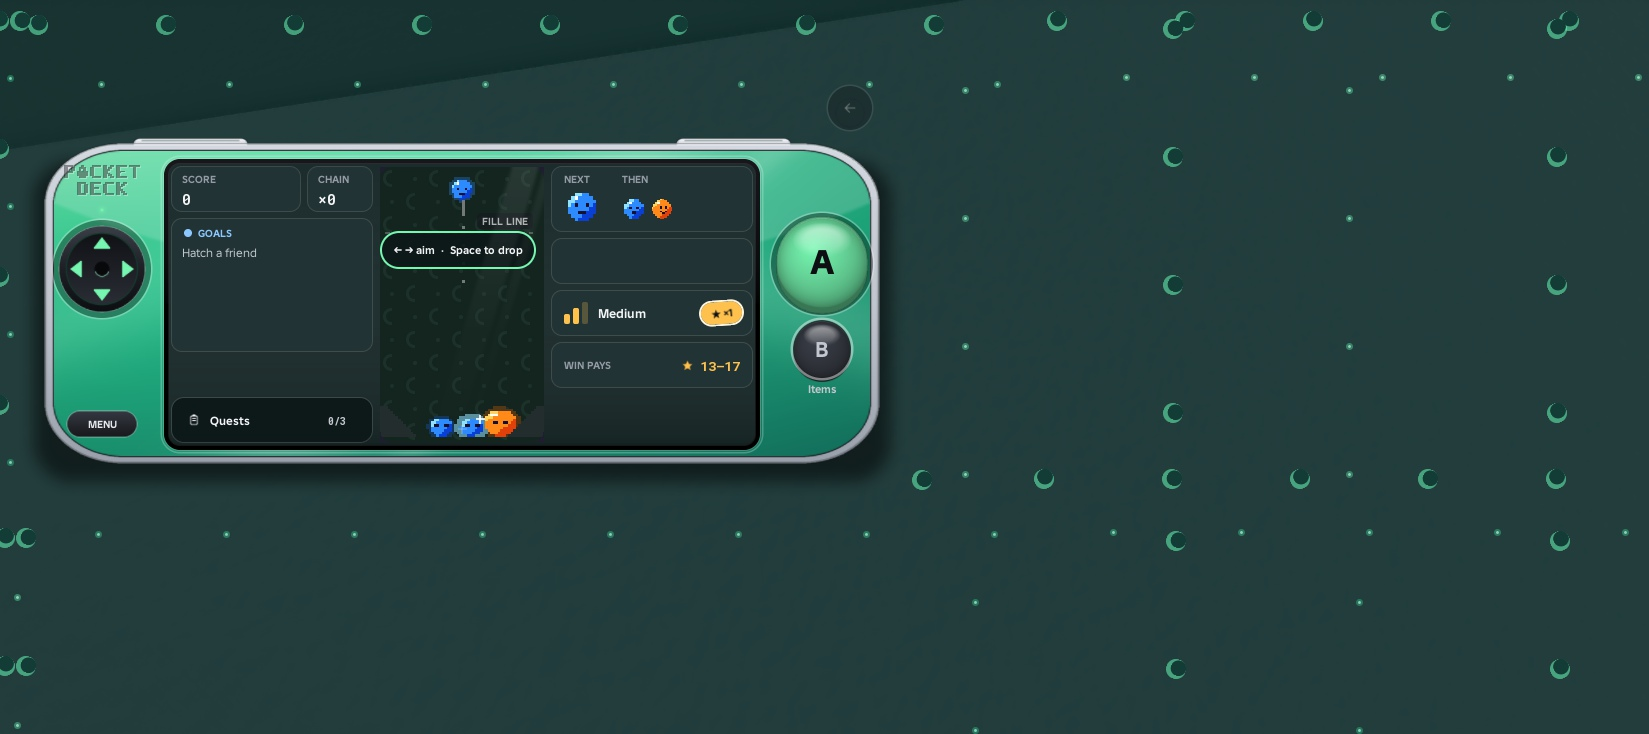 POCKET
DECK
SCORE
0
CHAIN
×0
GOALS
Hatch a friend
Quests
0/3
MENU
FILL LINE
←→ aim · Space to drop
NEXT
THEN
Medium
★ ×1
WIN PAYS
★ 13–17
A
B
Items